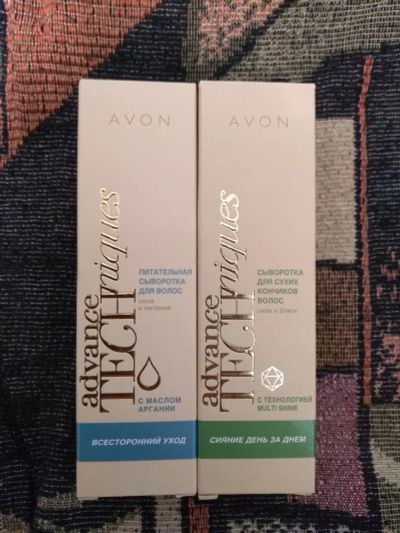 AVON
advance
TECHniques
ПИТАТЕЛЬНАЯ
СЫВОРОТКА
ДЛЯ ВОЛОС
сила
и питание
С МАСЛОМ
АРГАНИИ
ВСЕСТОРОННИЙ УХОД
AVON
advance
TECHniques
СЫВОРОТКА
ДЛЯ СУХИХ
КОНЧИКОВ
ВОЛОС
сила и блеск
С ТЕХНОЛОГИЕЙ
MULTI SHINE
СИЯНИЕ ДЕНЬ ЗА ДНЕМ